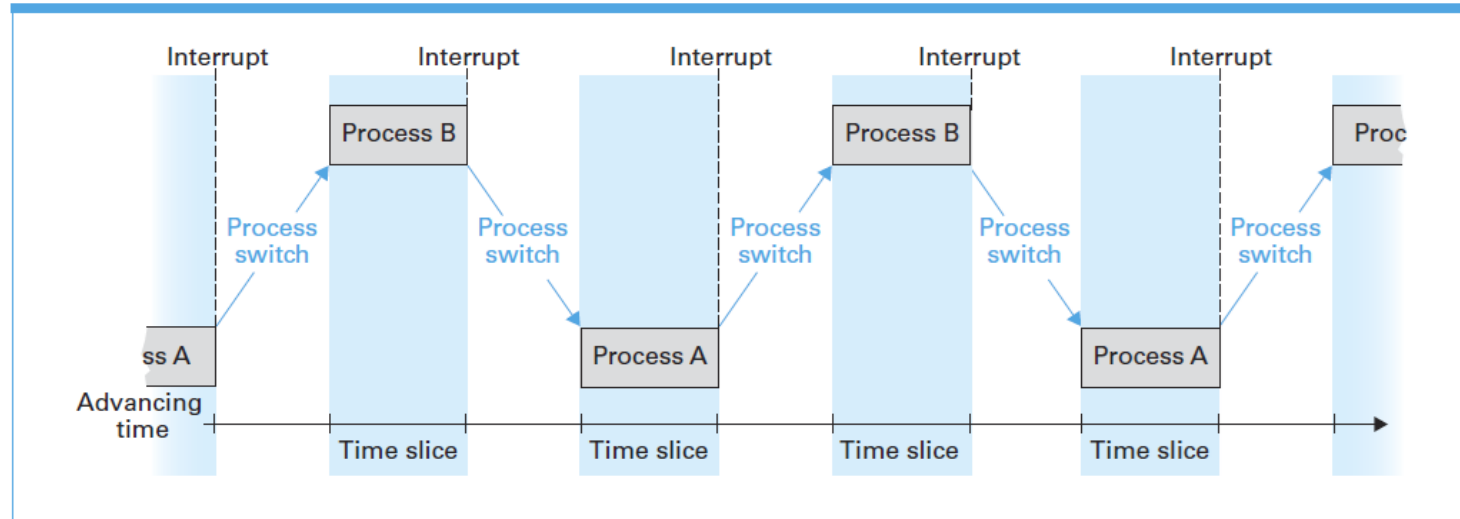 Interrupt
Interrupt
Interrupt
Interrupt
Interrupt
Process B
Process B
Proc
Process
switch
Process
switch
Process
switch
Process
switch
Process
switch
ss A
Process A
Process A
Advancing
time
Time slice
Time slice
Time slice
Time slice